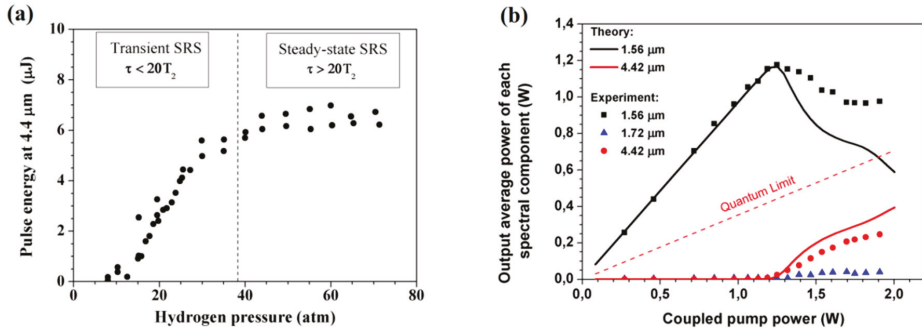 (a)
10
8
6
4
2
0
Pulse energy at 4.4 µm (µJ)
Transient SRS
τ < 20T₂
Steady-state SRS
τ > 20T₂
0 20 40 60 80
Hydrogen pressure (atm)
(b)
1,4
1,2
1,0
0,8
0,6
0,4
0,2
0,0
Output average power of each
spectral component (W)
Theory:
1.56 µm
4.42 µm
Experiment:
1.56 µm
1.72 µm
4.42 µm
Quantum Limit
0,0 0,5 1,0 1,5 2,0
Coupled pump power (W)